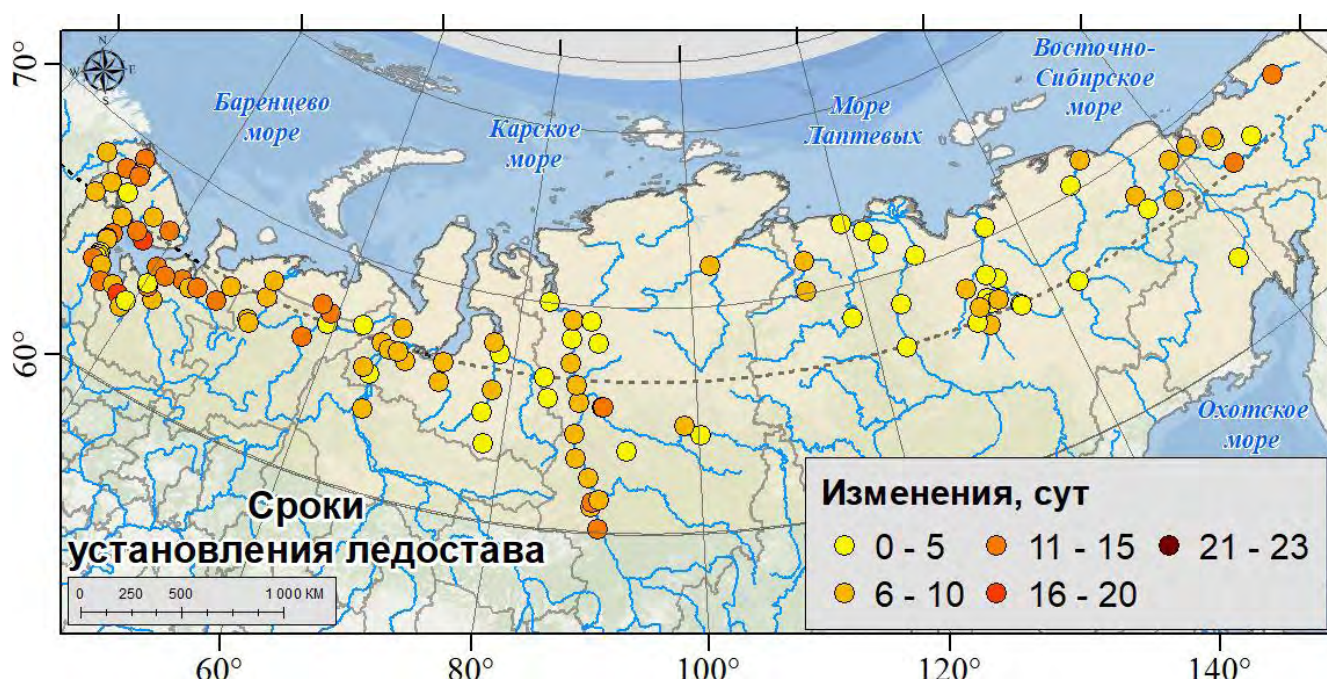 70°
60°
N
W E
S
Баренцево
море
Карское
море
Море
Лаптевых
Восточно-
Сибирское
море
Охотское
море
Сроки
установления ледостава
0 250 500 1 000 КМ
Изменения, сут
0 - 5 11 - 15 21 - 23
6 - 10 16 - 20
60° 80° 100° 120° 140°